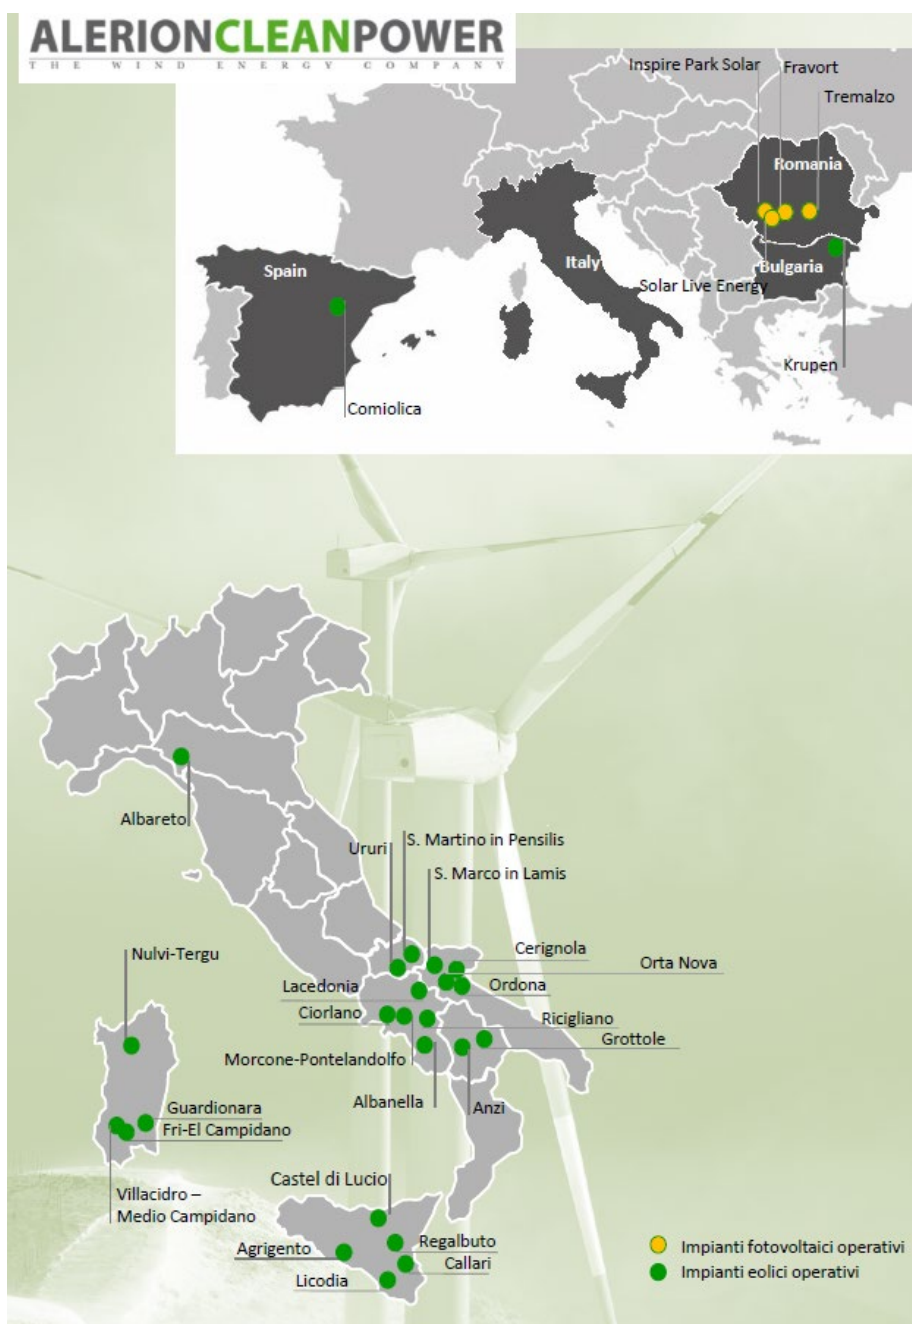 ALERIONCLEANPOWER
THE WIND ENERGY COMPANY
Inspire Park Solar
Fravort
Tremalzo
Romania
Spain
Italy
Bulgaria
Solar Live Energy
Krupen
Comiolica
Albareto
Ururi
S. Martino in Pensilis
S. Marco in Lamis
Nulvi-Tergu
Cerignola
Orta Nova
Lacedonia
Ordona
Ciorlano
Ricigliano
Grottole
Morcone-Pontelandolfo
Albanella
Anzi
Guardionara
Fri-El Campidano
Villacidro –
Medio Campidano
Castel di Lucio
Agrigento
Regalbuto
Callari
Licodia
Impianti fotovoltaici operativi
Impianti eolici operativi